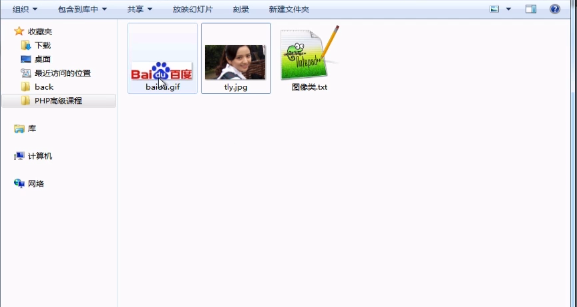 组织 包含到库中 共享 放映幻灯片 刻录 新建文件夹
收藏夹
下载
桌面
最近访问的位置
back
PHP高级课程
库
计算机
网络
Bai du 百度
baidu.gif
tly.jpg
Notepad++
图像类.txt